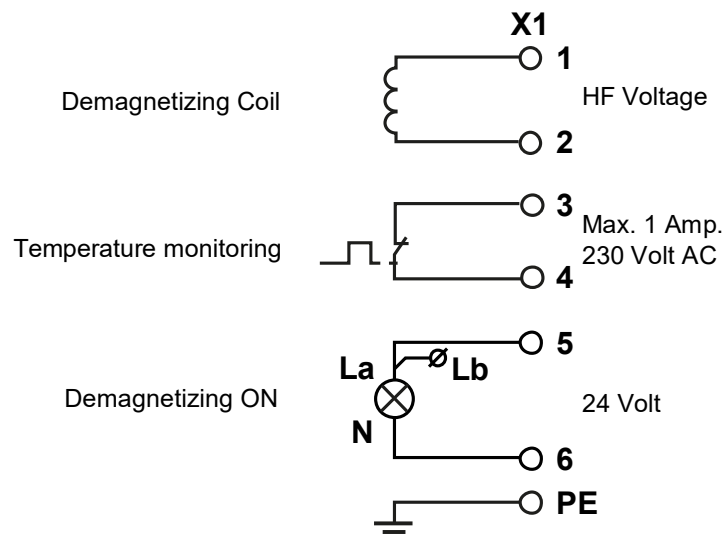 X1
1
Demagnetizing Coil
HF Voltage
2
3
Max. 1 Amp.
Temperature monitoring
230 Volt AC
4
5
La
Lb
Demagnetizing ON
24 Volt
N
6
PE